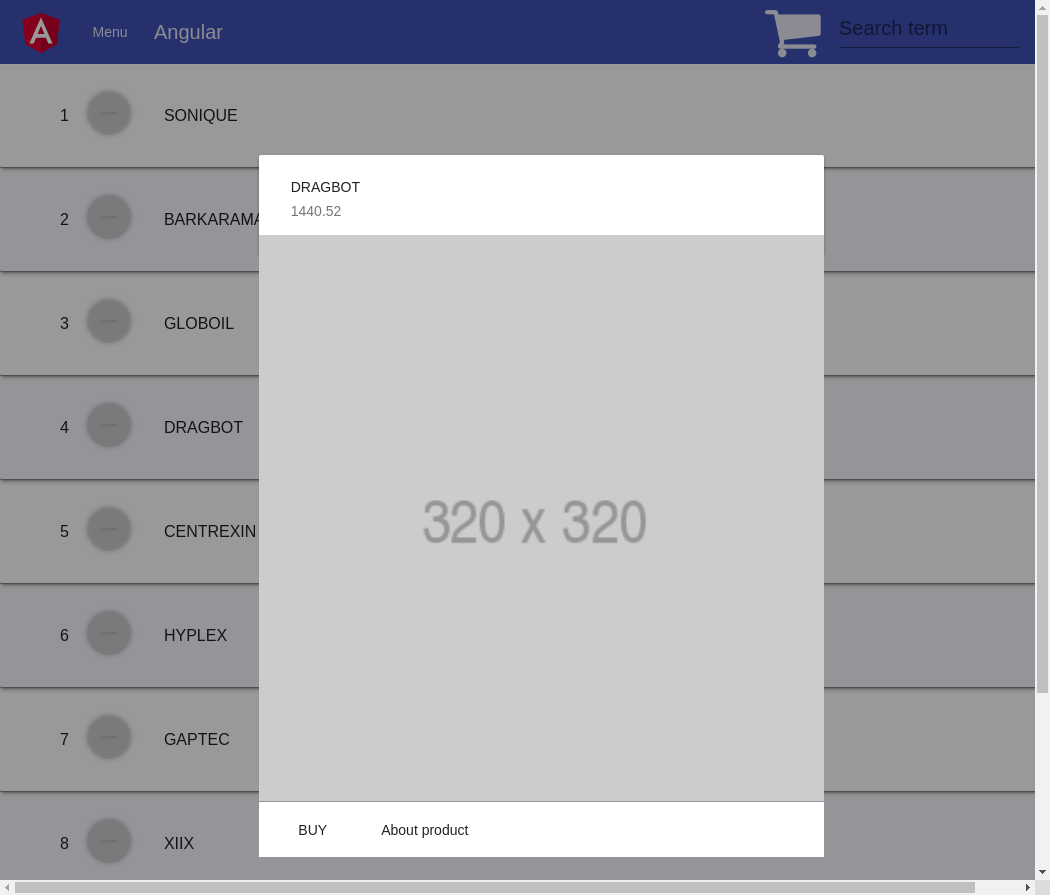 Menu Angular Search term
1 SONIQUE
DRAGBOT
1440.52
2 BARKARAMA
3 GLOBOIL
4 DRAGBOT
320 x 320
5 CENTREXIN
6 HYPLEX
7 GAPTEC
BUY About product
8 XIIX